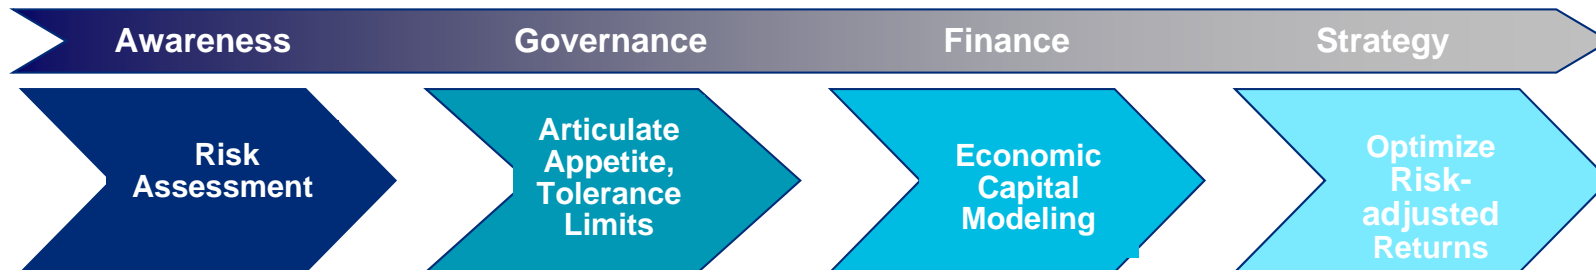 Awareness Governance Finance Strategy
Risk
Assessment
Articulate
Appetite,
Tolerance
Limits
Economic
Capital
Modeling
Optimize
Risk-
adjusted
Returns